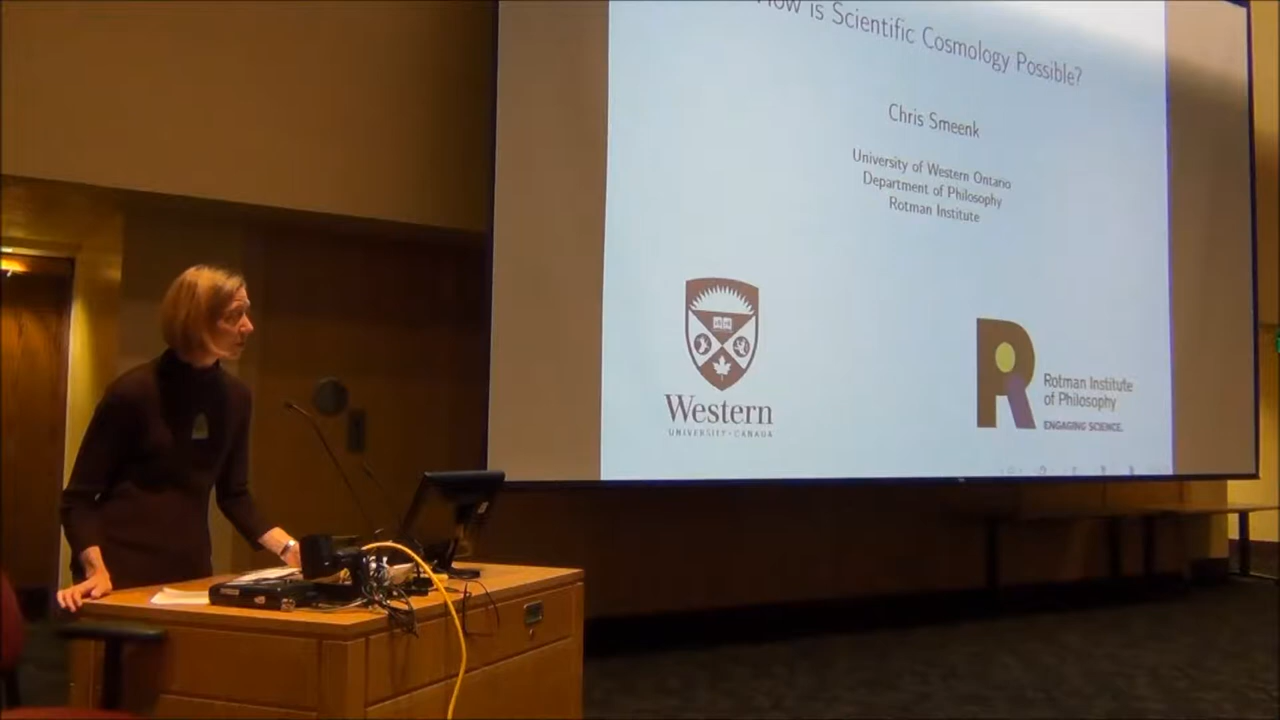 How is Scientific Cosmology Possible?
Chris Smeenk
University of Western Ontario
Department of Philosophy
Rotman Institute
Western
UNIVERSITY · CANADA
R
Rotman Institute
of Philosophy
ENGAGING SCIENCE.